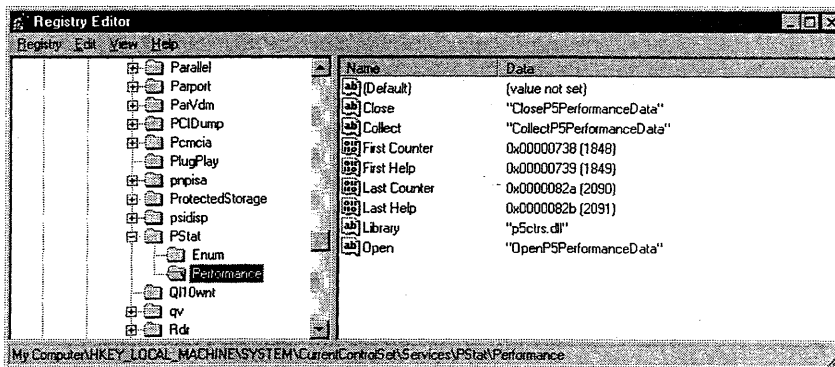 Registry Editor
Registry Edit View Help
Parallel
Parport
ParVdm
PCIDump
Pcmcia
PlugPlay
pnpisa
ProtectedStorage
psidisp
PStat
Enum
Performance
Ql10wnt
qv
Rdr
Name Data
(Default) (value not set)
Close "CloseP5PerformanceData"
Collect "CollectP5PerformanceData"
First Counter 0x00000738 (1848)
First Help 0x00000739 (1849)
Last Counter 0x0000082a (2090)
Last Help 0x0000082b (2091)
Library "p5ctrs.dll"
Open "OpenP5PerformanceData"
My Computer\HKEY_LOCAL_MACHINE\SYSTEM\CurrentControlSet\Services\PStat\Performance